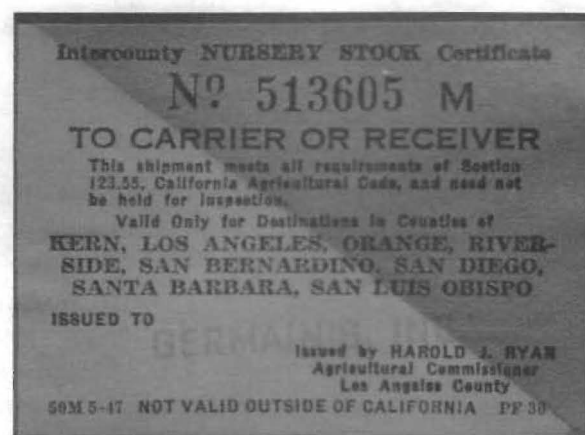 Intercounty NURSERY STOCK Certificate
Nº 513605 M
TO CARRIER OR RECEIVER
This shipment meets all requirements of Section
123.55, California Agricultural Code, and need not
be held for inspection.
Valid Only for Destinations in Counties of
KERN, LOS ANGELES, ORANGE, RIVER-
SIDE, SAN BERNARDINO, SAN DIEGO,
SANTA BARBARA, SAN LUIS OBISPO
ISSUED TO
GERMAIN'S, INC.
Issued by HAROLD J. RYAN
Agricultural Commissioner
Los Angeles County
50M 5-47 NOT VALID OUTSIDE OF CALIFORNIA PF 30